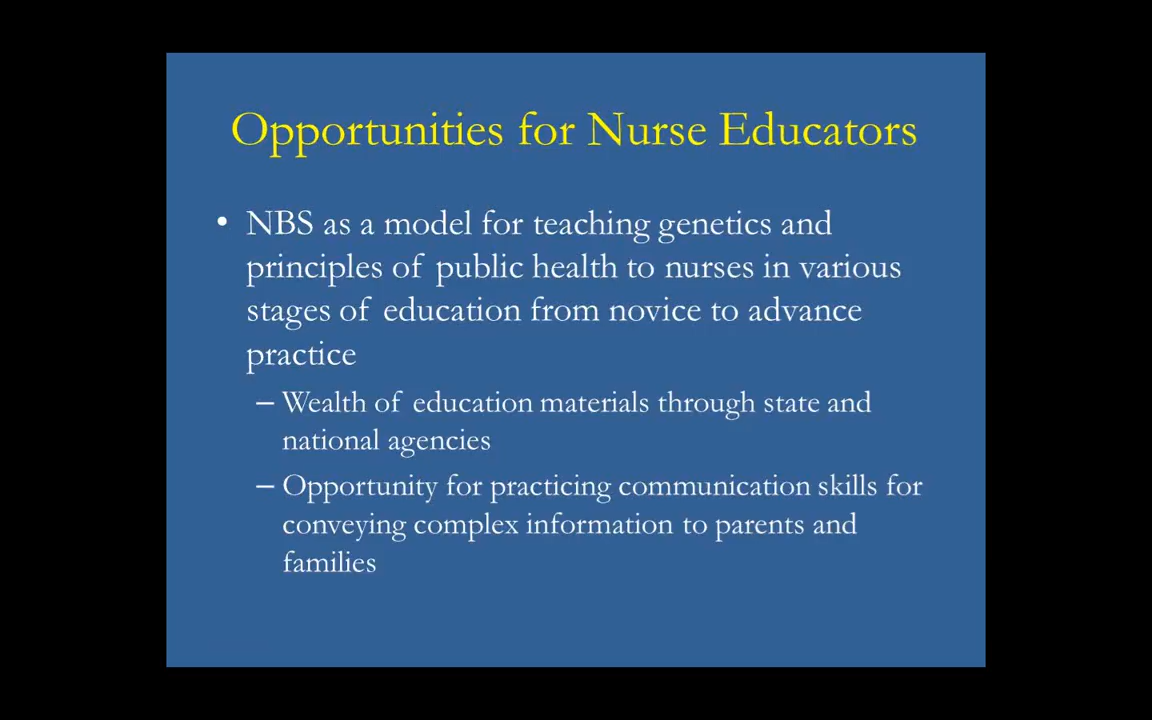 Opportunities for Nurse Educators
• NBS as a model for teaching genetics and
principles of public health to nurses in various
stages of education from novice to advance
practice
– Wealth of education materials through state and
national agencies
– Opportunity for practicing communication skills for
conveying complex information to parents and
families